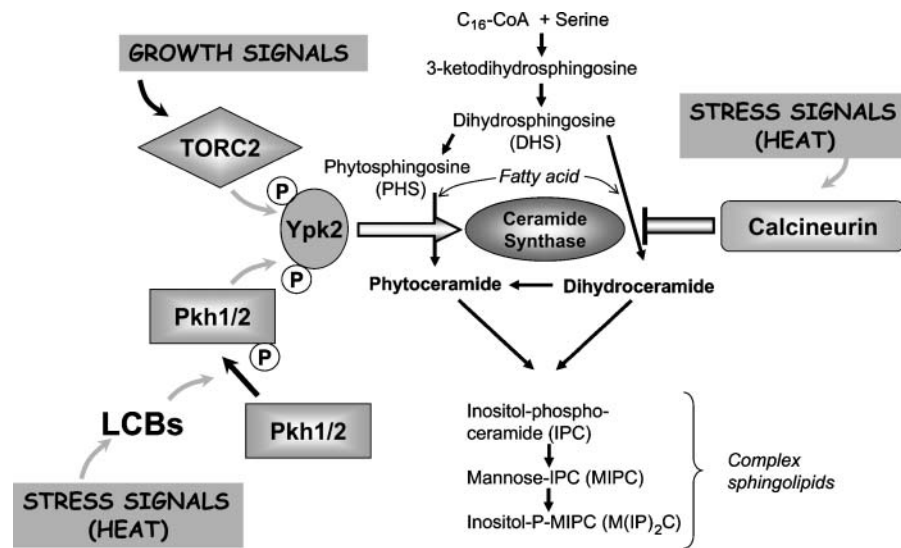 C16-CoA + Serine
GROWTH SIGNALS
3-ketodihydrosphingosine
STRESS SIGNALS
(HEAT)
Dihydrosphingosine
(DHS)
TORC2
Phytosphingosine
(PHS)
Fatty acid
P
Ypk2
Ceramide
Synthase
Calcineurin
P
Phytoceramide
Dihydroceramide
Pkh1/2
P
LCBs
Pkh1/2
Inositol-phospho-
ceramide (IPC)
Mannose-IPC (MIPC)
Complex
sphingolipids
STRESS SIGNALS
(HEAT)
Inositol-P-MIPC (M(IP)2C)